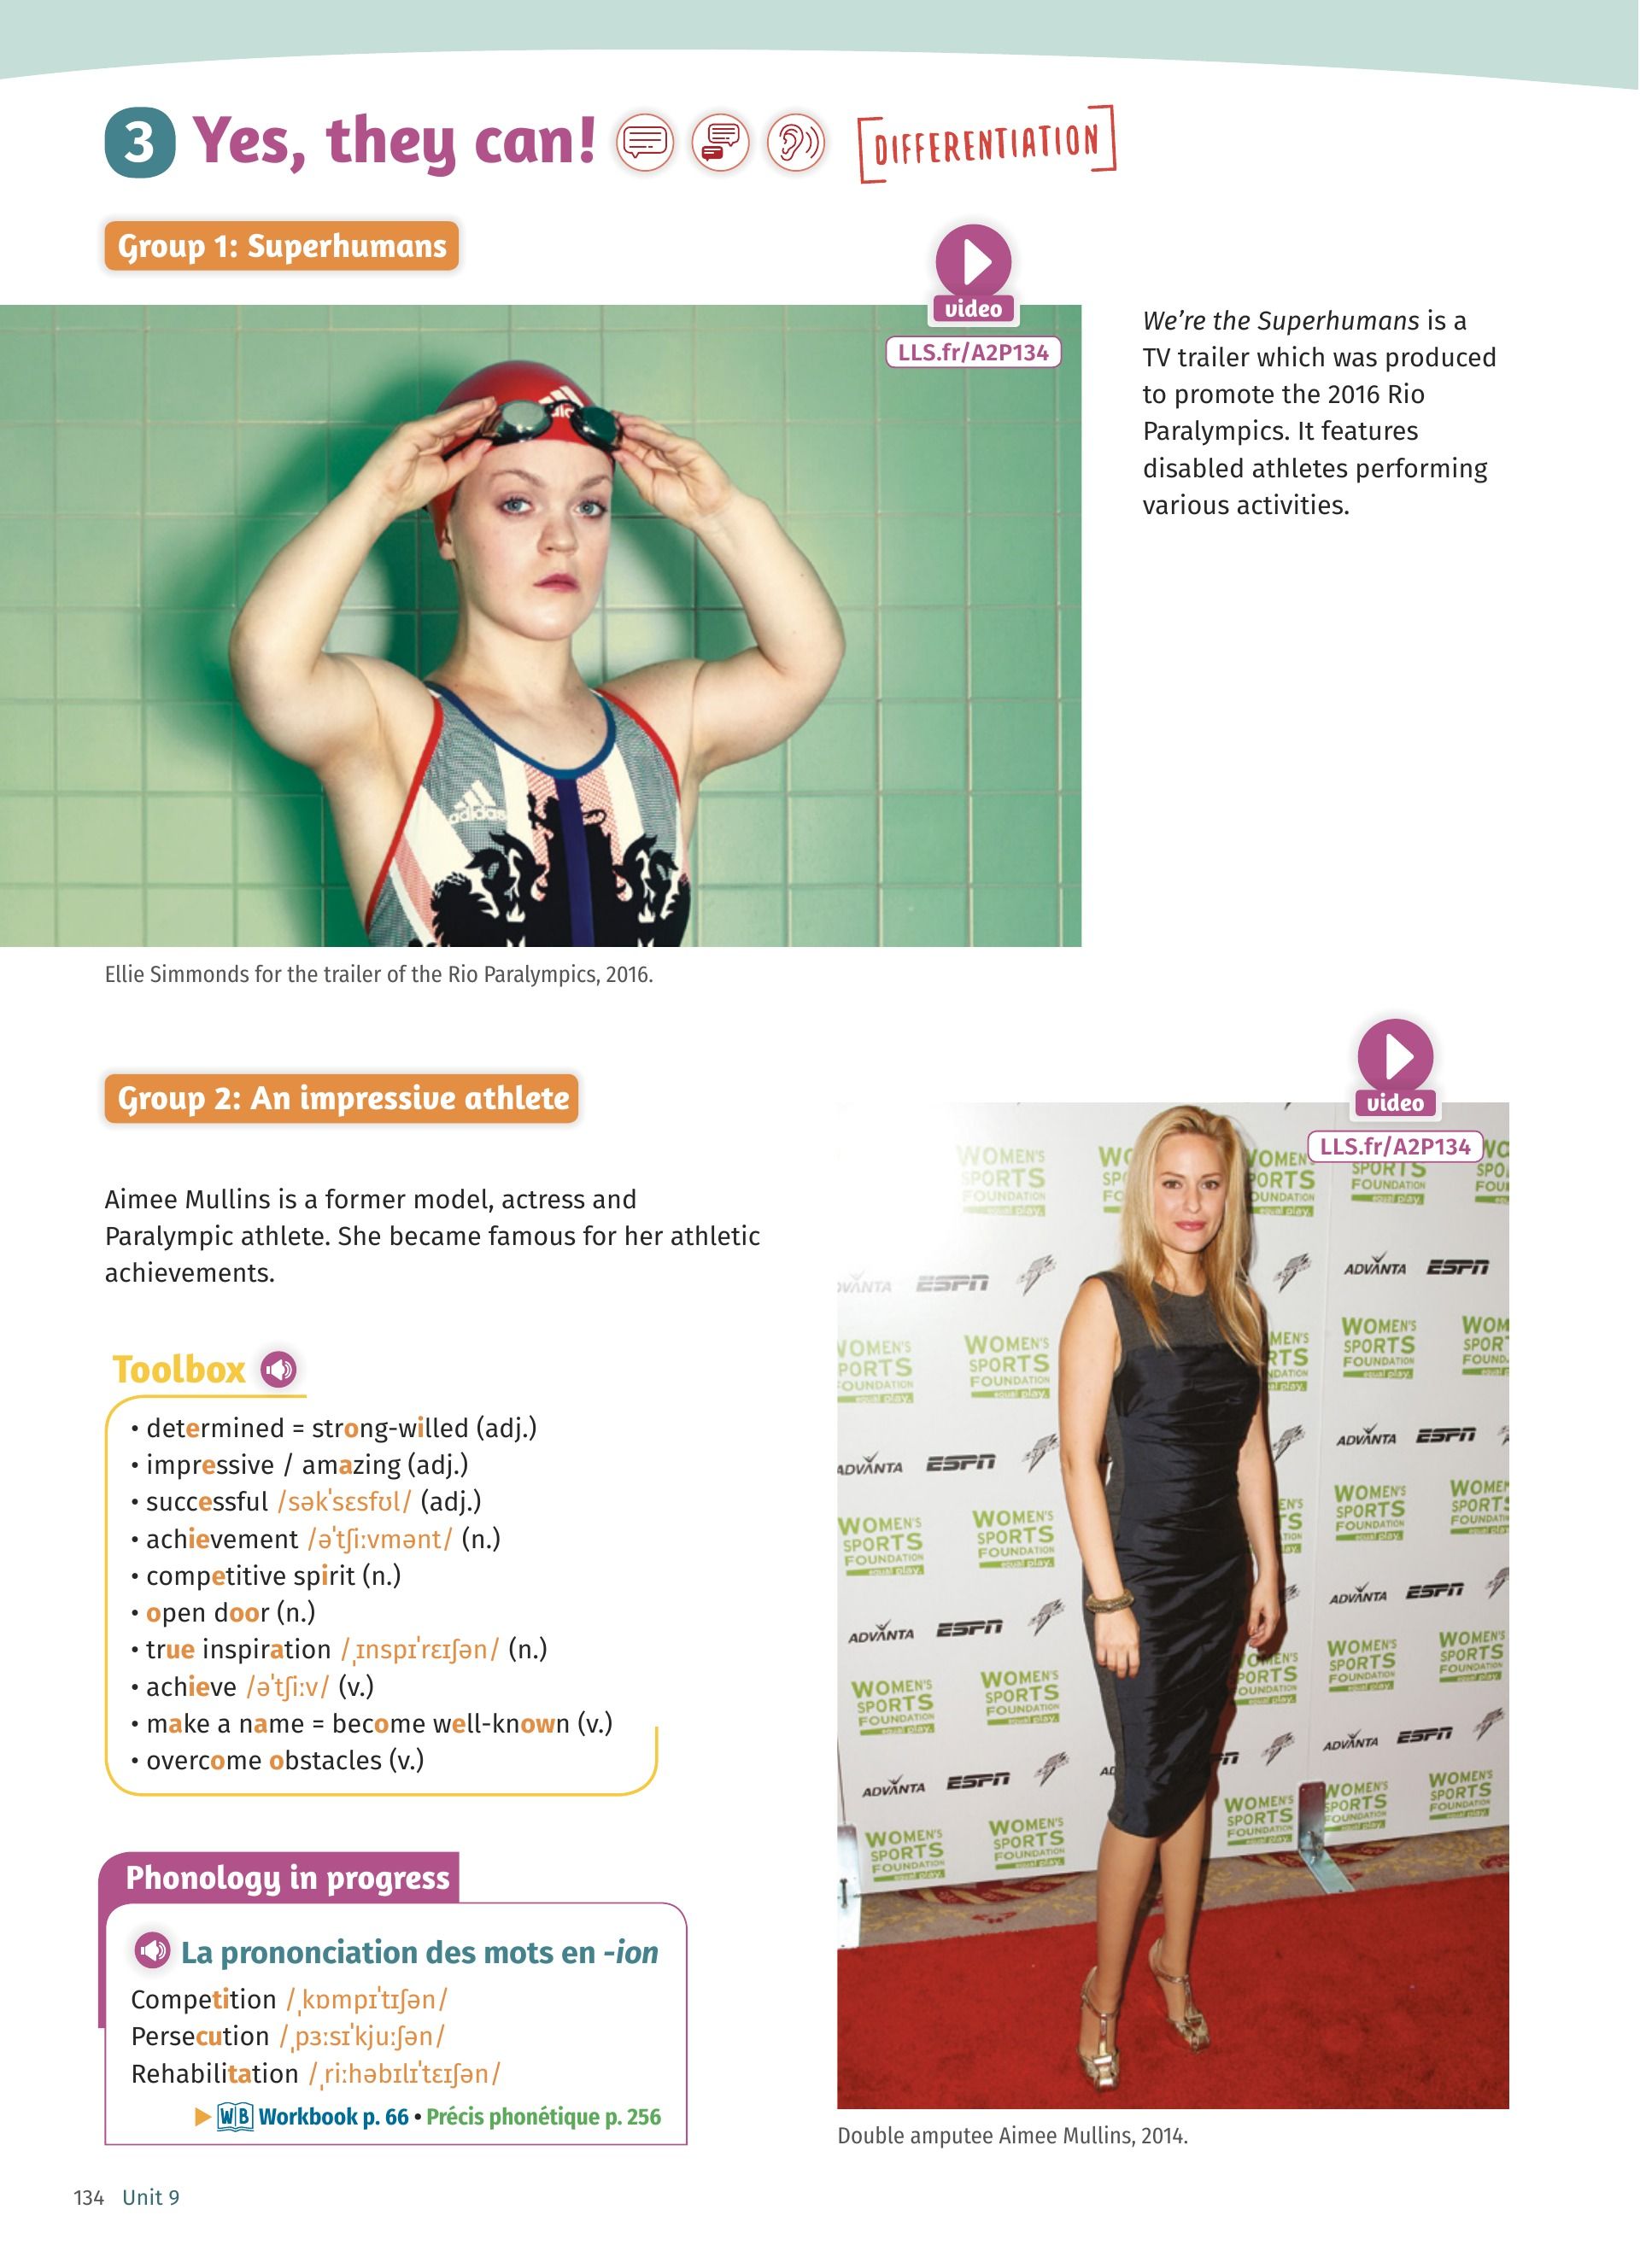 3 Yes, they can!
DIFFERENTIATION
Group 1: Superhumans
video
LLS.fr/A2P134
We're the Superhumans is a
TV trailer which was produced
to promote the 2016 Rio
Paralympics. It features
disabled athletes performing
various activities.
adidas
Ellie Simmonds for the trailer of the Rio Paralympics, 2016.
Group 2: An impressive athlete
Aimee Mullins is a former model, actress and
Paralympic athlete. She became famous for her athletic
achievements.
Toolbox
• determined = strong-willed (adj.)
• impressive / amazing (adj.)
• successful /səkˈsɛsfʊl/ (adj.)
• achievement /əˈtʃiːvmənt/ (n.)
• competitive spirit (n.)
• open door (n.)
• true inspiration /ˌɪnspɪˈrɛɪʃən/ (n.)
• achieve /əˈtʃiːv/ (v.)
• make a name = become well-known (v.)
• overcome obstacles (v.)
Phonology in progress
La prononciation des mots en -ion
Competition /ˌkɒmpɪˈtɪʃən/
Persecution /ˌpɜːsɪˈkjuːʃən/
Rehabilitation /ˌriːhəbɪlɪˈtɛɪʃən/
WB Workbook p. 66 • Précis phonétique p. 256
video
LLS.fr/A2P134
WOMEN'S
SPORTS
FOUNDATION
equal play.
ADVANTA ESPN
Double amputee Aimee Mullins, 2014.
134 Unit 9